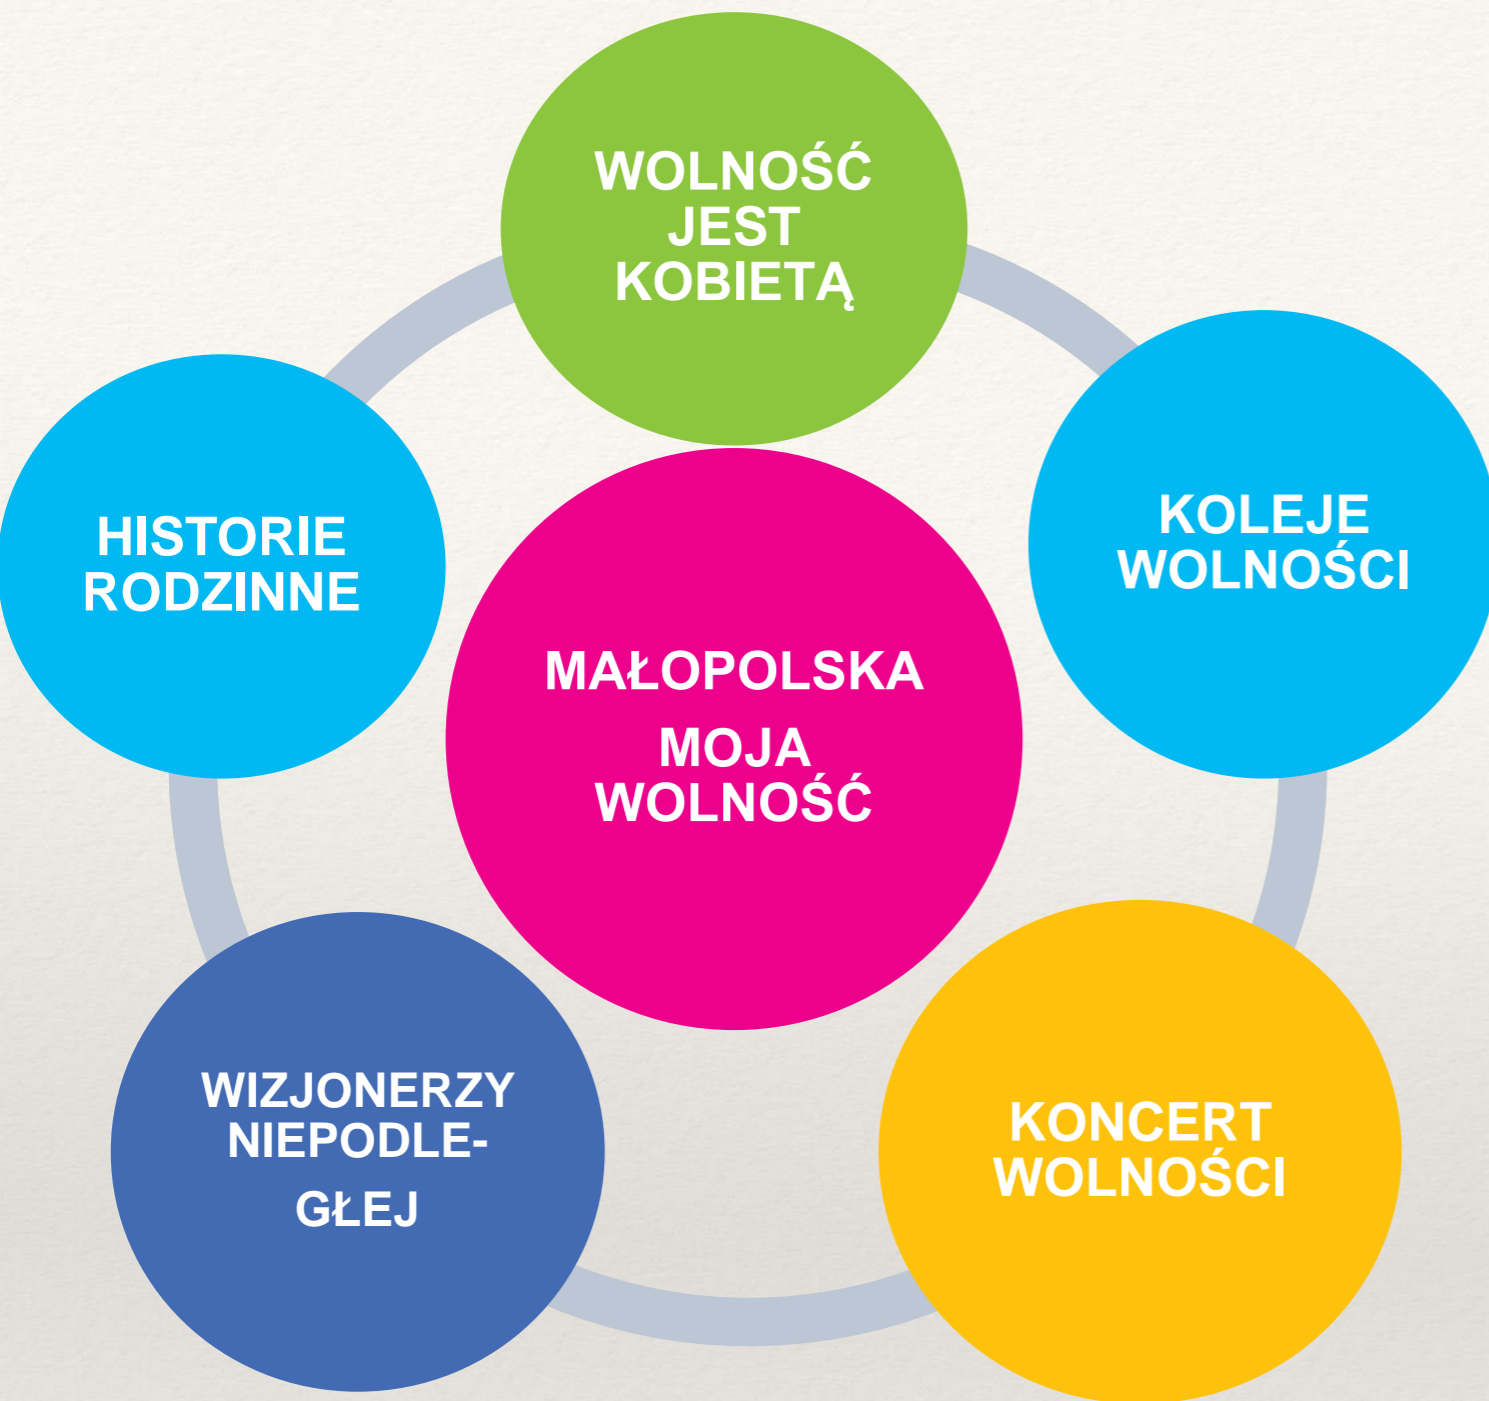 WOLNOŚĆ
JEST
KOBIETĄ
KOLEJE
WOLNOŚCI
HISTORIE
RODZINNE
MAŁOPOLSKA
MOJA
WOLNOŚĆ
WIZJONERZY
NIEPODLE-
GŁEJ
KONCERT
WOLNOŚCI